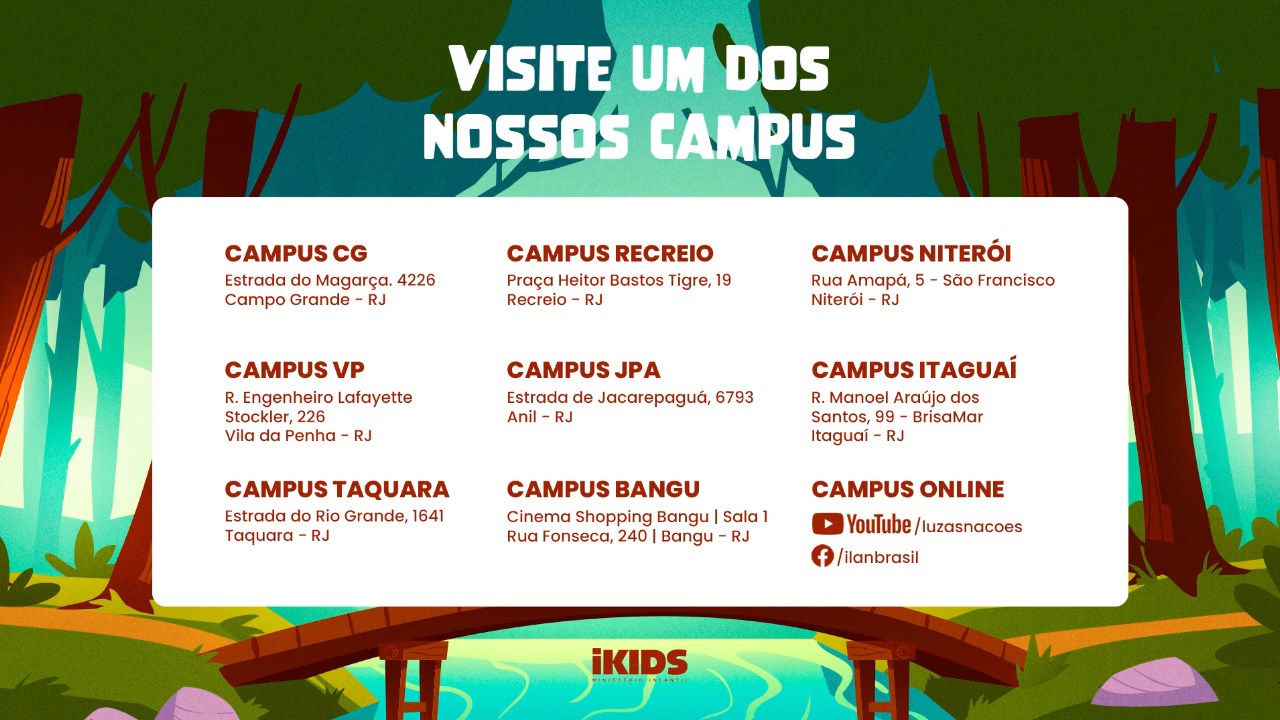 VISITE UM DOS
NOSSOS CAMPUS
CAMPUS CG
Estrada do Magarça. 4226
Campo Grande - RJ
CAMPUS RECREIO
Praça Heitor Bastos Tigre, 19
Recreio - RJ
CAMPUS NITERÓI
Rua Amapá, 5 - São Francisco
Niterói - RJ
CAMPUS VP
R. Engenheiro Lafayette
Stockler, 226
Vila da Penha - RJ
CAMPUS JPA
Estrada de Jacarepaguá, 6793
Anil - RJ
CAMPUS ITAGUAÍ
R. Manoel Araújo dos
Santos, 99 - BrisaMar
Itaguaí - RJ
CAMPUS TAQUARA
Estrada do Rio Grande, 1641
Taquara - RJ
CAMPUS BANGU
Cinema Shopping Bangu | Sala 1
Rua Fonseca, 240 | Bangu - RJ
CAMPUS ONLINE
YouTube /luzasnacoes
/ilanbrasil
iKIDS
MINISTÉRIO INFANTIL